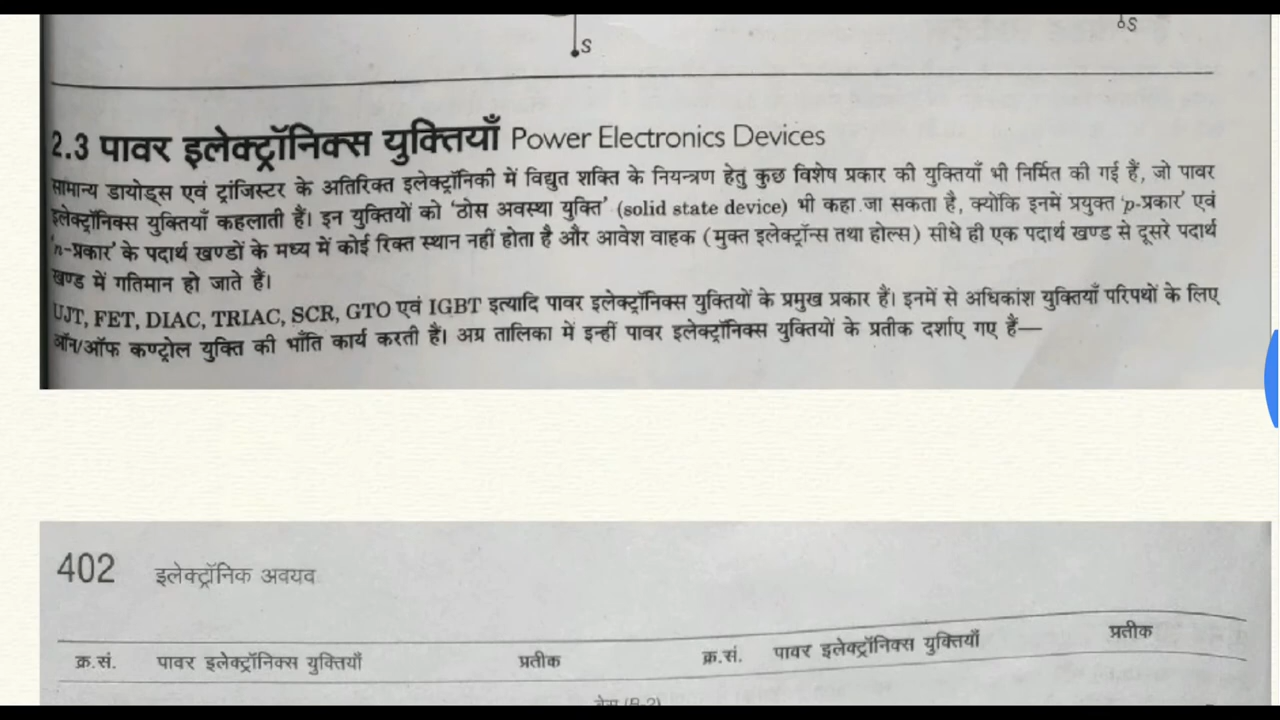 S
S
2.3 पावर इलेक्ट्रॉनिक्स युक्तियाँ Power Electronics Devices
सामान्य डायोड्स एवं ट्रांजिस्टर के अतिरिक्त इलेक्ट्रॉनिकी में विद्युत शक्ति के नियन्त्रण हेतु कुछ विशेष प्रकार की युक्तियाँ भी निर्मित की गई हैं, जो पावर
इलेक्ट्रॉनिक्स युक्तियाँ कहलाती हैं। इन युक्तियों को ‘ठोस अवस्था युक्ति’ (solid state device) भी कहा जा सकता है, क्योंकि इनमें प्रयुक्त ‘p-प्रकार’ एवं
‘n-प्रकार’ के पदार्थ खण्डों के मध्य में कोई रिक्त स्थान नहीं होता है और आवेश वाहक (मुक्त इलेक्ट्रॉन्स तथा होल्स) सीधे ही एक पदार्थ खण्ड से दूसरे पदार्थ
खण्ड में गतिमान हो जाते हैं।
UJT, FET, DIAC, TRIAC, SCR, GTO एवं IGBT इत्यादि पावर इलेक्ट्रॉनिक्स युक्तियों के प्रमुख प्रकार हैं। इनमें से अधिकांश युक्तियाँ परिपथों के लिए
ऑन/ऑफ कण्ट्रोल युक्ति की भाँति कार्य करती हैं। अग्र तालिका में इन्हीं पावर इलेक्ट्रॉनिक्स युक्तियों के प्रतीक दर्शाए गए हैं—
402 इलेक्ट्रॉनिक अवयव
क्र.सं. पावर इलेक्ट्रॉनिक्स युक्तियाँ प्रतीक क्र.सं. पावर इलेक्ट्रॉनिक्स युक्तियाँ प्रतीक